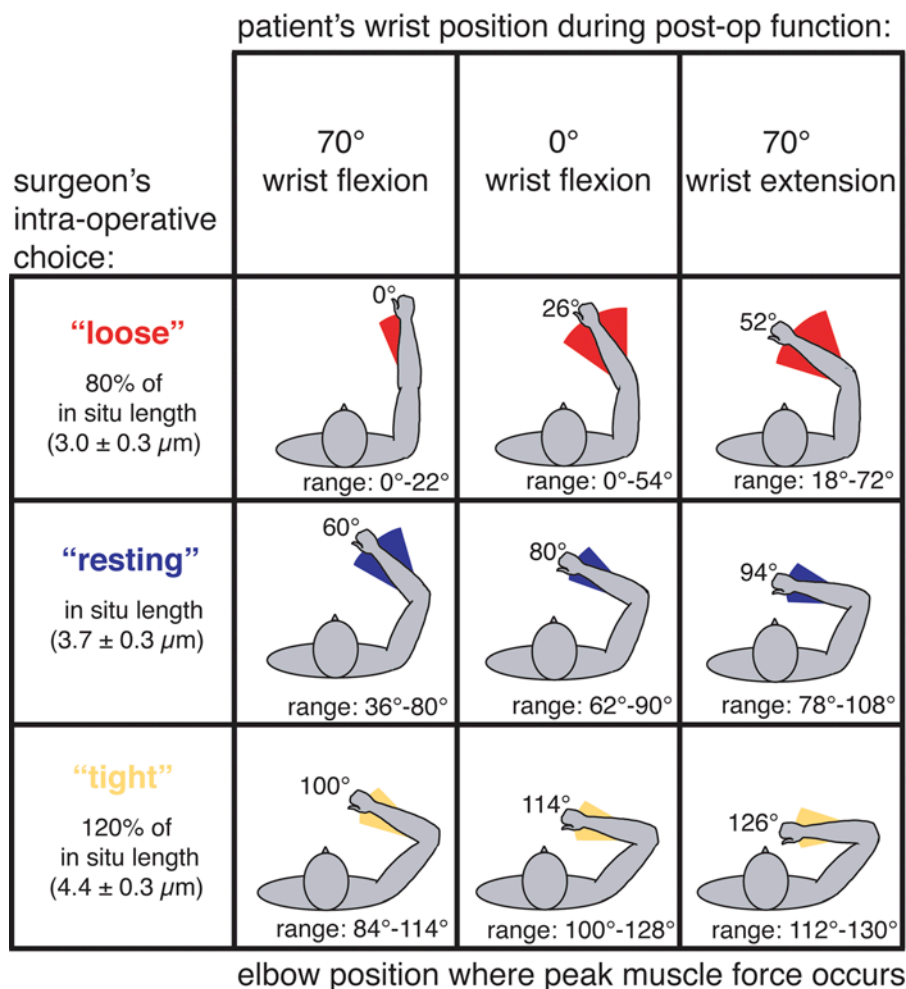 patient's wrist position during post-op function:
surgeon's
intra-operative
choice:
70°
wrist flexion
0°
wrist flexion
70°
wrist extension
“loose”
80% of
in situ length
(3.0 ± 0.3 µm)
0°
range: 0°-22°
26°
range: 0°-54°
52°
range: 18°-72°
“resting”
in situ length
(3.7 ± 0.3 µm)
60°
range: 36°-80°
80°
range: 62°-90°
94°
range: 78°-108°
“tight”
120% of
in situ length
(4.4 ± 0.3 µm)
100°
range: 84°-114°
114°
range: 100°-128°
126°
range: 112°-130°
elbow position where peak muscle force occurs